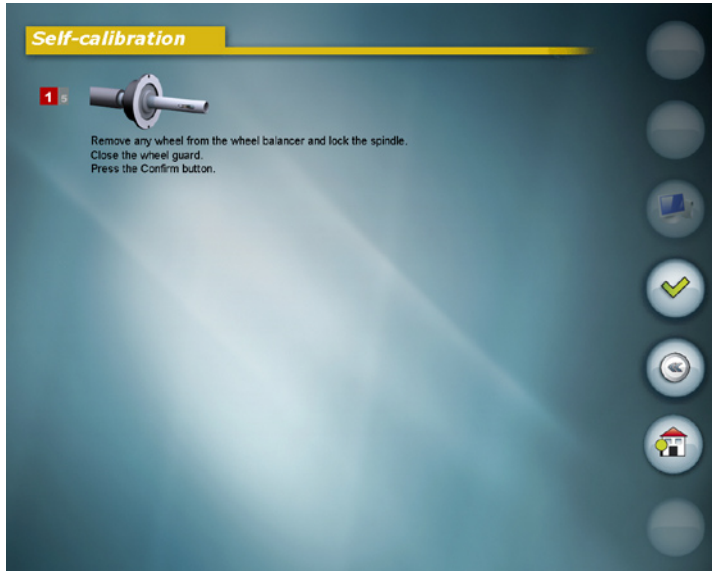 Self-calibration
1 5
Remove any wheel from the wheel balancer and lock the spindle.
Close the wheel guard.
Press the Confirm button.